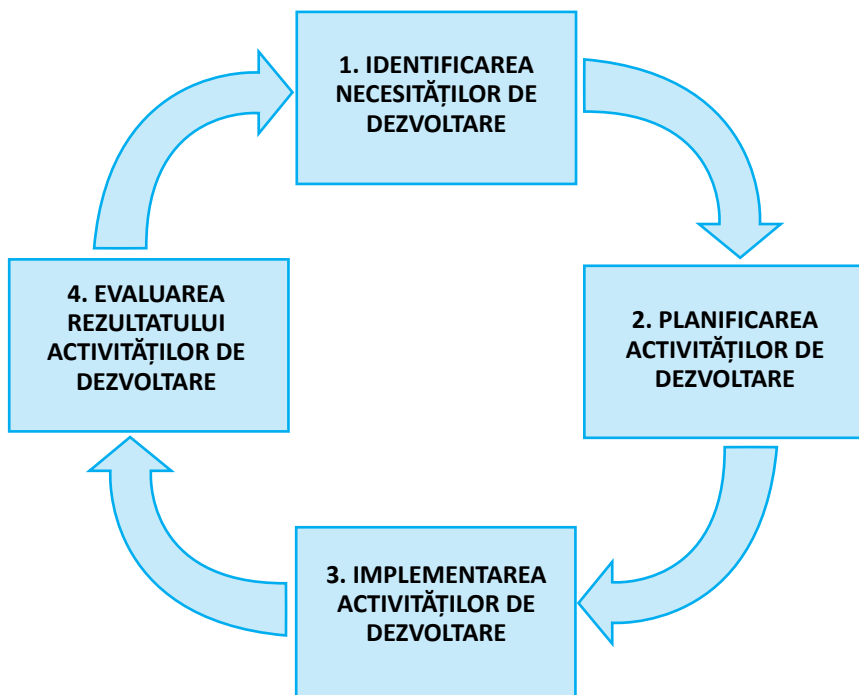 1. IDENTIFICAREA
NECESITĂȚILOR DE
DEZVOLTARE
2. PLANIFICAREA
ACTIVITĂȚILOR DE
DEZVOLTARE
3. IMPLEMENTAREA
ACTIVITĂȚILOR DE
DEZVOLTARE
4. EVALUAREA
REZULTATULUI
ACTIVITĂȚILOR DE
DEZVOLTARE